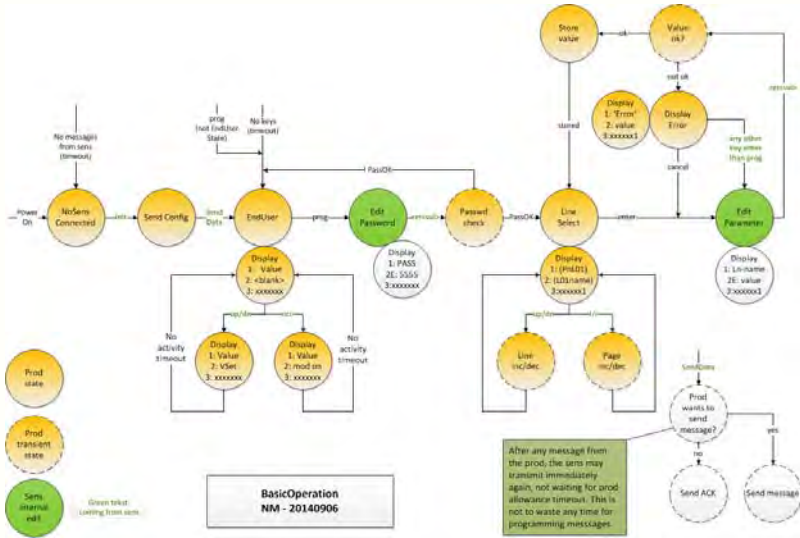 Store
value
ok
Value
ok?
not ok
Display
1: 'Error'
2: value
3:xxxxxx1
Display
Error
any other
key enter
than prog
cancel
stored
prog
(not EndUser
State)
No keys
(timeout)
No messages
from sens
(timeout)
PassOK
Power
On
NoSens
Connected
Send Config
Send
Data
EndUser
prog
Edit
Password
Passwd
check
PassOK
Line
Select
enter
Edit
Parameter
Display
1: PASS
2E: 5555
3:xxxxxxx
Display
1: Value
2: <blank>
3: xxxxxxx
Display
1: (PnL01)
2: (L01name)
3:xxxxxx1
Display
1: Ln-name
2E: value
3:xxxxxx1
No
activity
timeout
up/dn
No
activity
timeout
Display
1: Value
2: VSet
3: xxxxxxx
Display
1: Value
2: mod sn
3: xxxxxxx
up/dn
Line
inc/dec
Page
inc/dec
SendData
Prod
wants to
send
message?
yes
no
Send ACK
Send message
Prod
state
Prod
transient
state
Sens
internal
edit
Green tekst:
Coming from sens
BasicOperation
NM - 20140906
After any message from
the prod, the sens may
transmit immediately
again, not waiting for prod
allowance timeout. This is
not to waste any time for
programming messages.